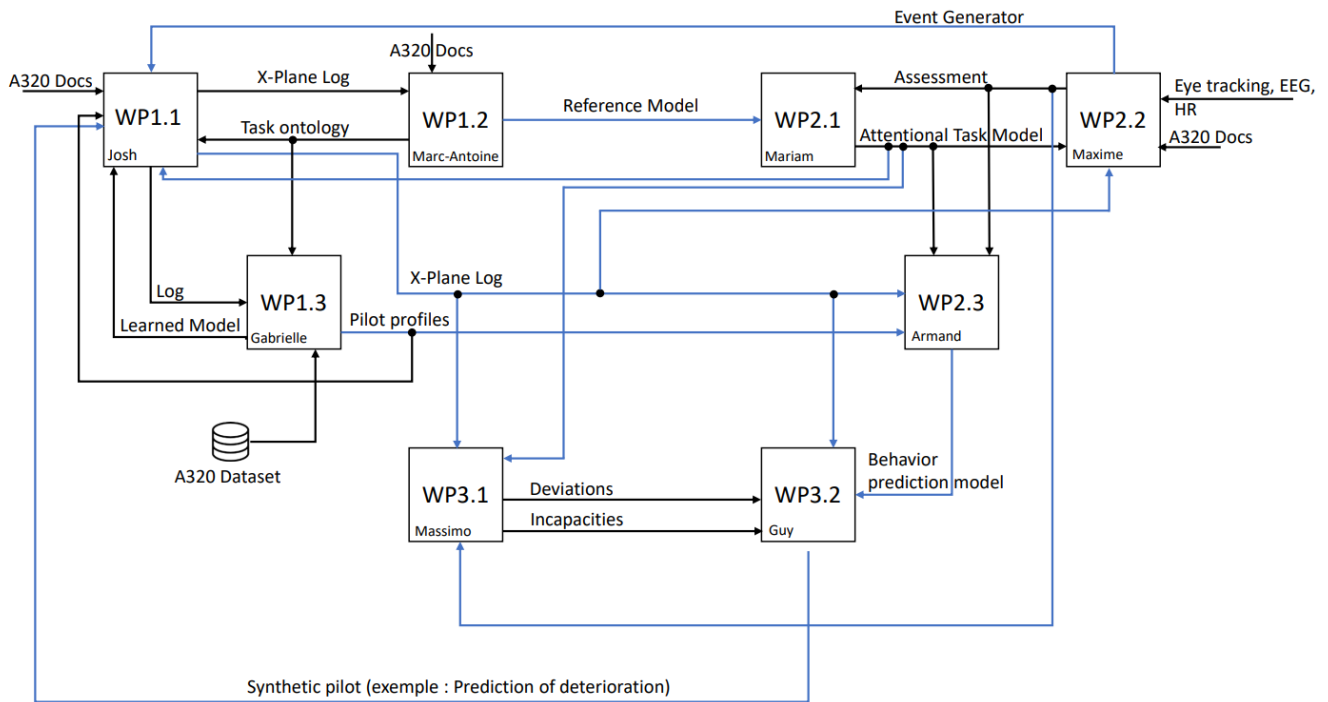 Event Generator
A320 Docs
A320 Docs
X-Plane Log
Assessment
Eye tracking, EEG,
HR
WP1.1
WP1.2
Reference Model
WP2.1
WP2.2
Task ontology
Attentional Task Model
A320 Docs
Josh
Marc-Antoine
Mariam
Maxime
X-Plane Log
Log
WP1.3
WP2.3
Learned Model
Pilot profiles
Gabrielle
Armand
A320 Dataset
Behavior
prediction model
WP3.1
Deviations
WP3.2
Incapacities
Massimo
Guy
Synthetic pilot (exemple : Prediction of deterioration)